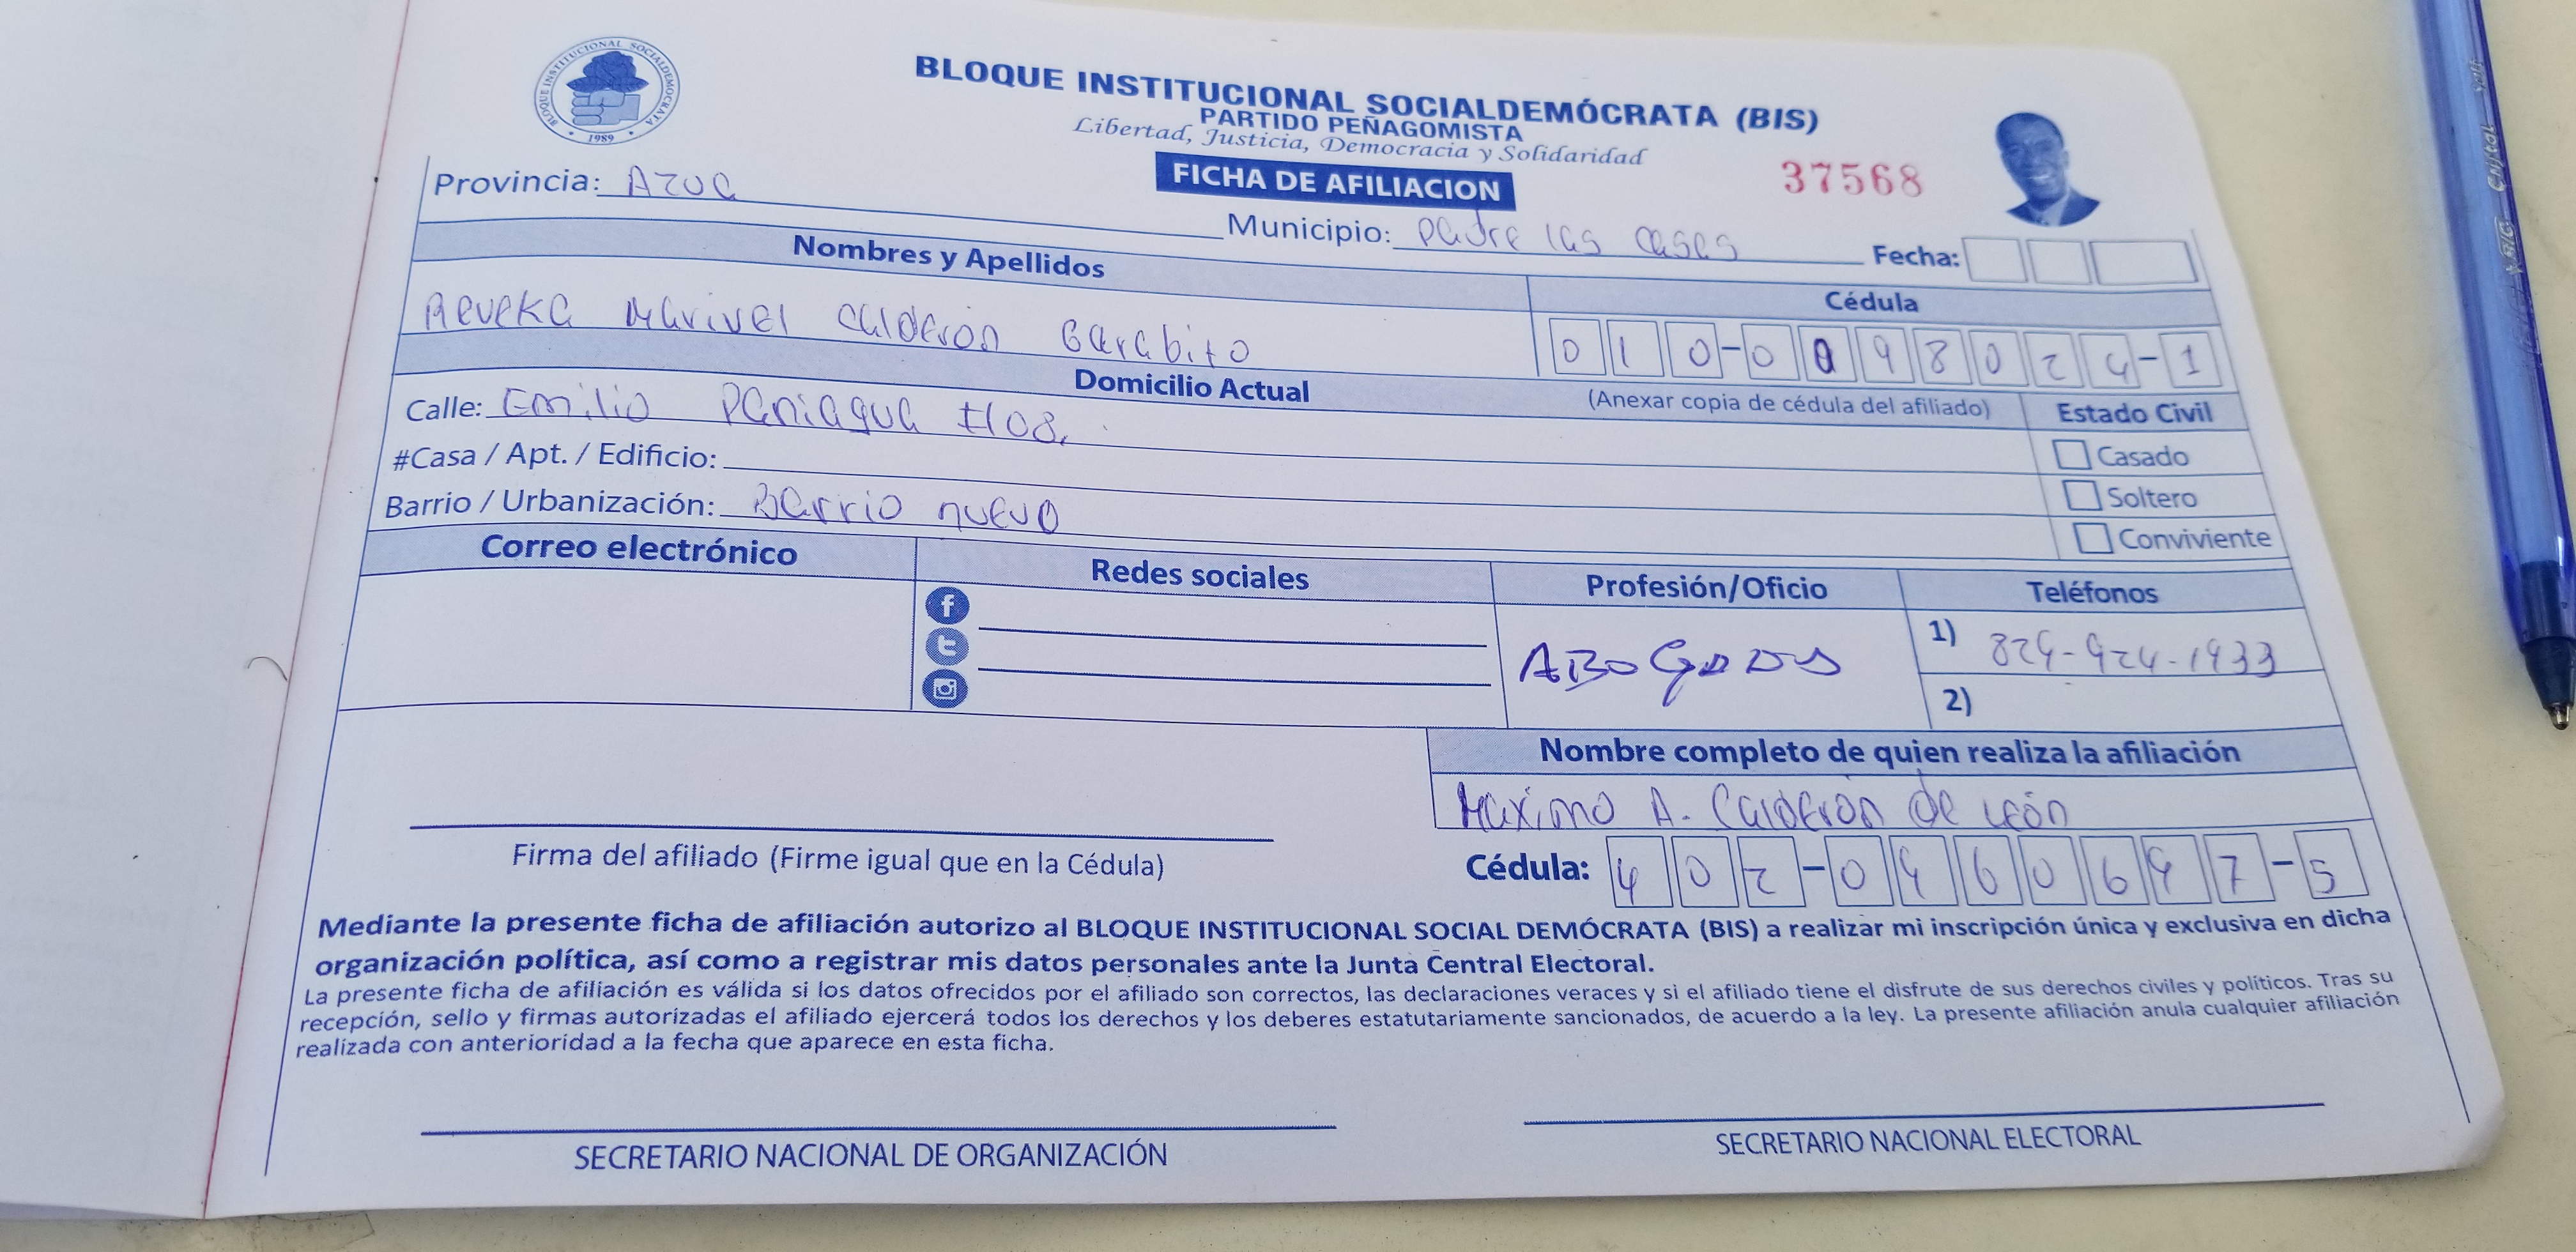 BLOQUE INSTITUCIONAL SOCIALDEMÓCRATA
1989
BLOQUE INSTITUCIONAL SOCIALDEMÓCRATA (BIS)
PARTIDO PEÑAGOMISTA
Libertad, Justicia, Democracia y Solidaridad
FICHA DE AFILIACION
37568
Provincia: Azua
Municipio: Padre las casas
Fecha:
Nombres y Apellidos
Cédula
Reveka Marivel Calderon Garabito
010-0098024-1
Domicilio Actual
(Anexar copia de cédula del afiliado)
Estado Civil
Calle: Emilio Paniagua #108.
Casado
#Casa / Apt. / Edificio:
Soltero
Barrio / Urbanización: Barrio nuevo
Conviviente
Correo electrónico
Redes sociales
Profesión/Oficio
Teléfonos
ABOGADOS
1) 829-924-1933
2)
Nombre completo de quien realiza la afiliación
Maximo A. Calderon de León
Firma del afiliado (Firme igual que en la Cédula)
Cédula: 402-0960697-5
Mediante la presente ficha de afiliación autorizo al BLOQUE INSTITUCIONAL SOCIAL DEMÓCRATA (BIS) a realizar mi inscripción única y exclusiva en dicha
organización política, así como a registrar mis datos personales ante la Junta Central Electoral.
La presente ficha de afiliación es válida si los datos ofrecidos por el afiliado son correctos, las declaraciones veraces y si el afiliado tiene el disfrute de sus derechos civiles y políticos. Tras su
recepción, sello y firmas autorizadas el afiliado ejercerá todos los derechos y los deberes estatutariamente sancionados, de acuerdo a la ley. La presente afiliación anula cualquier afiliación
realizada con anterioridad a la fecha que aparece en esta ficha.
SECRETARIO NACIONAL DE ORGANIZACIÓN
SECRETARIO NACIONAL ELECTORAL